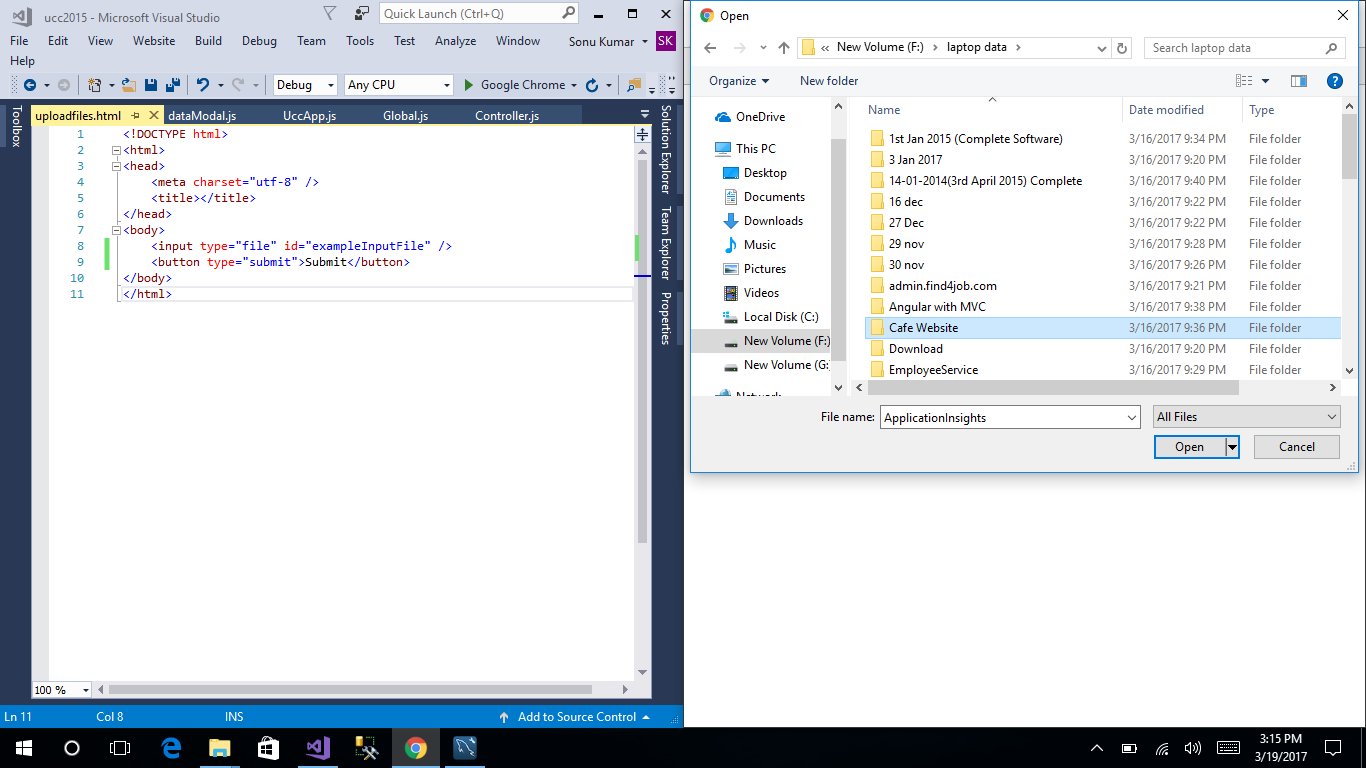 ucc2015 - Microsoft Visual Studio
Quick Launch (Ctrl+Q)
File Edit View Website Build Debug Team Tools Test Analyze Window Sonu Kumar SK
Help
Debug Any CPU Google Chrome
uploadfiles.html dataModal.js UccApp.js Global.js Controller.js
Toolbox
1 <!DOCTYPE html>
2 <html>
3 <head>
4 <meta charset="utf-8" />
5 <title></title>
6 </head>
7 <body>
8 <input type="file" id="exampleInputFile" />
9 <button type="submit">Submit</button>
10 </body>
11 </html>
Solution Explorer
Team Explorer
Properties
100 %
Ln 11 Col 8 INS Add to Source Control
Open
« New Volume (F:) › laptop data ›
Search laptop data
Organize New folder
OneDrive
This PC
Desktop
Documents
Downloads
Music
Pictures
Videos
Local Disk (C:)
New Volume (F:)
New Volume (G:
Network
Name Date modified Type
1st Jan 2015 (Complete Software) 3/16/2017 9:34 PM File folder
3 Jan 2017 3/16/2017 9:20 PM File folder
14-01-2014(3rd April 2015) Complete 3/16/2017 9:40 PM File folder
16 dec 3/16/2017 9:22 PM File folder
27 Dec 3/16/2017 9:22 PM File folder
29 nov 3/16/2017 9:28 PM File folder
30 nov 3/16/2017 9:26 PM File folder
admin.find4job.com 3/16/2017 9:21 PM File folder
Angular with MVC 3/16/2017 9:38 PM File folder
Cafe Website 3/16/2017 9:36 PM File folder
Download 3/16/2017 9:20 PM File folder
EmployeeService 3/16/2017 9:29 PM File folder
File name: ApplicationInsights All Files
Open Cancel
3:15 PM
3/19/2017